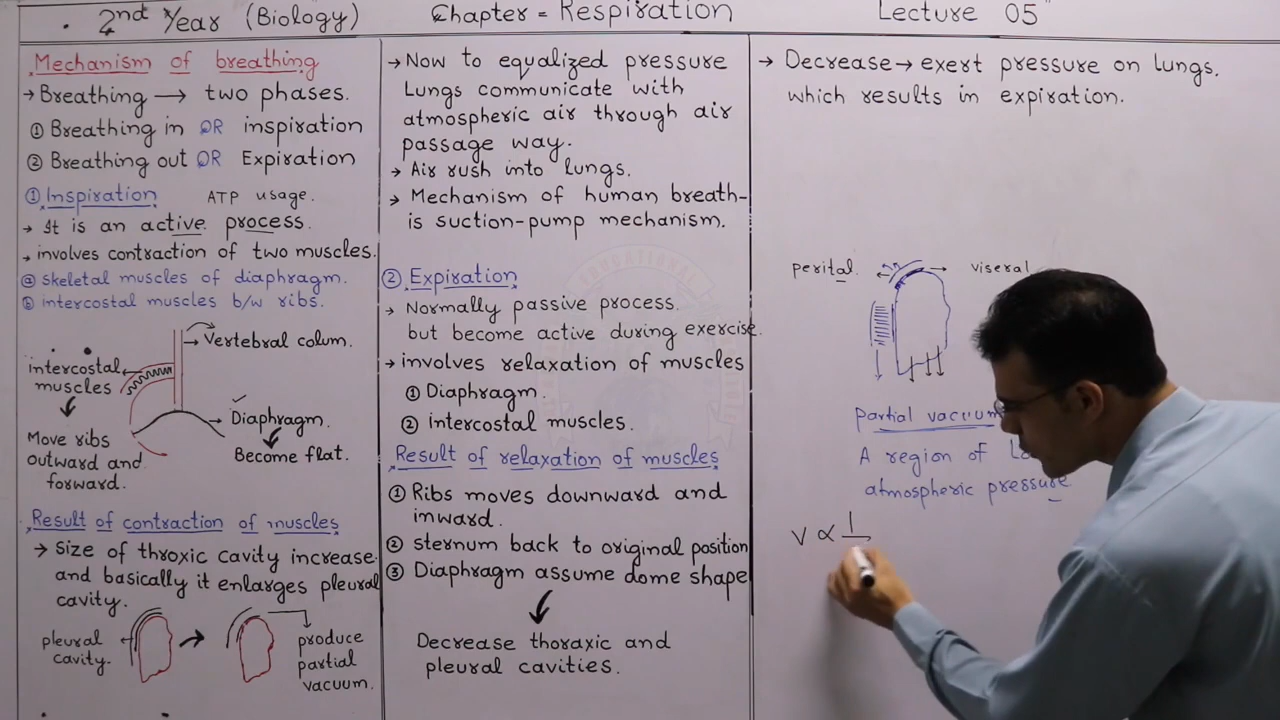 2nd Year (Biology)
Chapter = Respiration
Lecture 05
Mechanism of breathing
→ Breathing → two phases.
① Breathing in OR inspiration
② Breathing out OR Expiration
① Inspiration ATP usage.
→ It is an active process.
→ involves contraction of two muscles.
ⓐ skeletal muscles of diaphragm.
ⓑ intercostal muscles b/w ribs.
Vertebral colum.
intercostal
muscles
Diaphragm.
Move ribs
outward and
forward.
Become flat.
Result of contraction of muscles
→ Size of throxic cavity increase
and basically it enlarges pleural
cavity.
pleural
cavity.
produce
partial
vacuum.
→ Now to equalized pressure
Lungs communicate with
atmospheric air through air
passage way.
→ Air rush into lungs.
→ Mechanism of human breath-
is suction-pump mechanism.
② Expiration
→ Normally passive process.
but become active during exercise.
→ involves relaxation of muscles
① Diaphragm.
② intercostal muscles.
Result of relaxation of muscles
① Ribs moves downward and
inward.
② sternum back to original position
③ Diaphragm assume dome shape
Decrease thoraxic and
pleural cavities.
→ Decrease → exert pressure on lungs.
which results in expiration.
perital
viseral
partial vacuum
A region of
atmospheric pressure
V ∝ 1